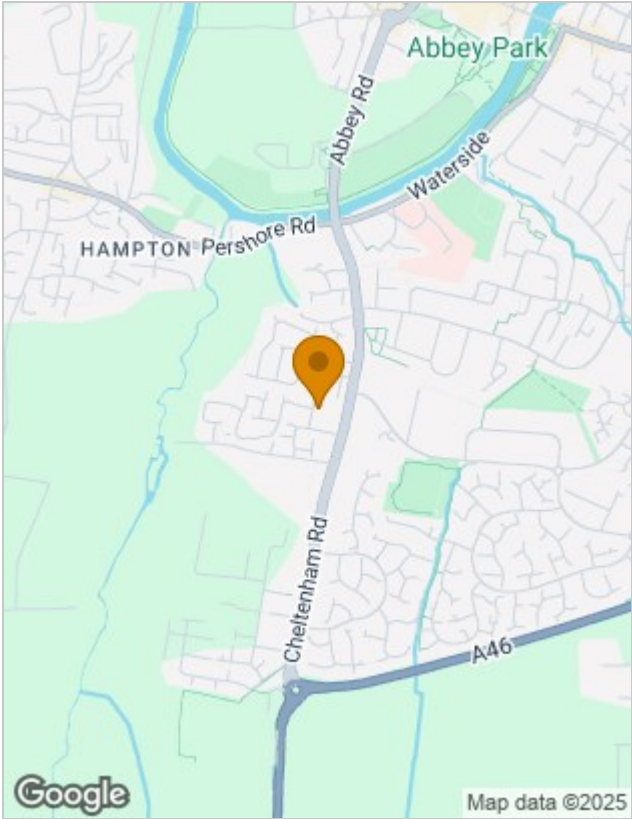 Abbey Park
Abbey Rd
Waterside
HAMPTON
Pershore Rd
Cheltenham Rd
A46
Google
Map data ©2025